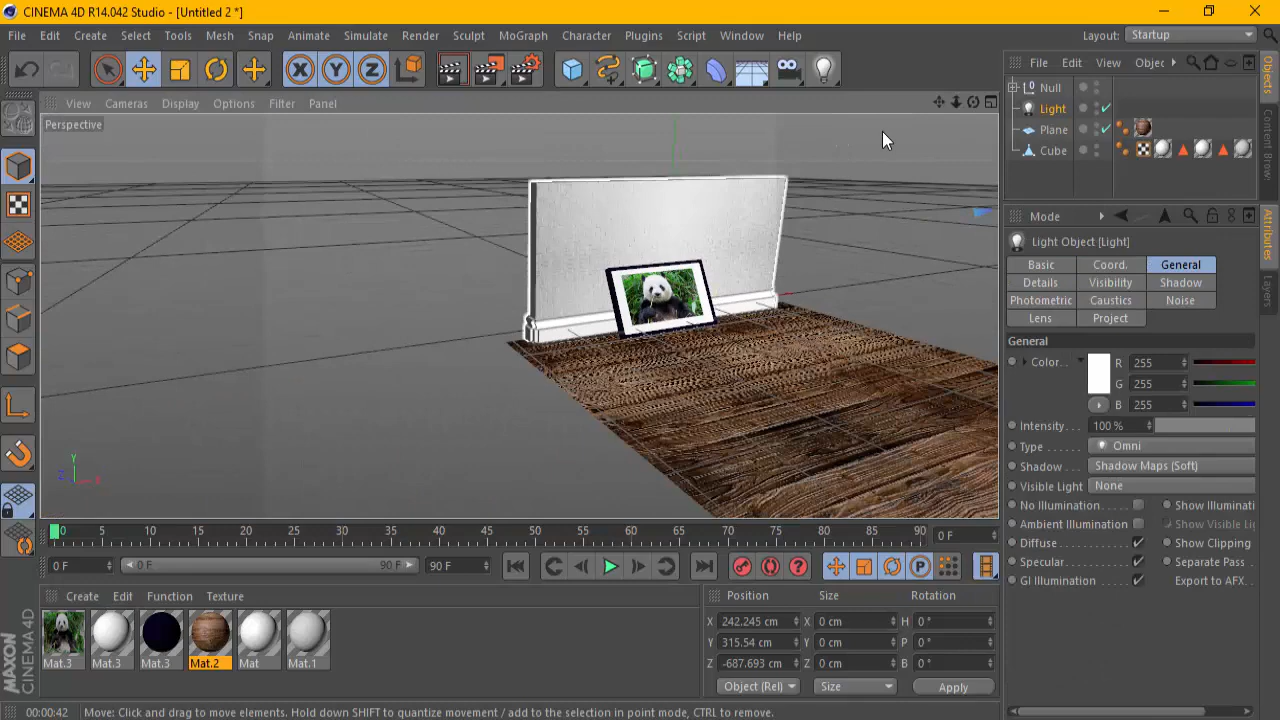 CINEMA 4D R14.042 Studio - [Untitled 2 *]
File Edit Create Select Tools Snap Mesh Animate Simulate Render Sculpt MoGraph Character Plugins Script Window Help Layout: Startup
X Y Z
File Edit View Objec
View Cameras Display Options Filter Panel
Perspective
Null
Light
Plane
Cube
Objects
Content Brow
Attributes
Layers
Mode
Light Object [Light]
Basic Coord. General
Details Visibility Shadow
Photometric Caustics Noise
Lens Project
General
Color.. R 255
G 255
B 255
Intensity... 100 %
Type Omni
Shadow Shadow Maps (Soft)
Visible Light None
No Illumination Show Illuminati
Ambient Illumination Show Visible Li
Diffuse Show Clipping
Specular Separate Pass
GI Illumination Export to AFX.
Y
Z X
0 5 10 15 20 25 30 35 40 45 50 55 60 65 70 75 80 85 90 0 F
0 F 0 F 90 F 90 F
P
Create Edit Function Texture
Mat.3 Mat.3 Mat.3 Mat.2 Mat Mat.1
Position Size Rotation
X 242.245 cm X 0 cm H 0 °
Y 315.54 cm Y 0 cm P 0 °
Z -687.693 cm Z 0 cm B 0 °
Object (Rel) Size Apply
MAXON CINEMA 4D
00:00:42 Move: Click and drag to move elements. Hold down SHIFT to quantize movement / add to the selection in point mode, CTRL to remove.